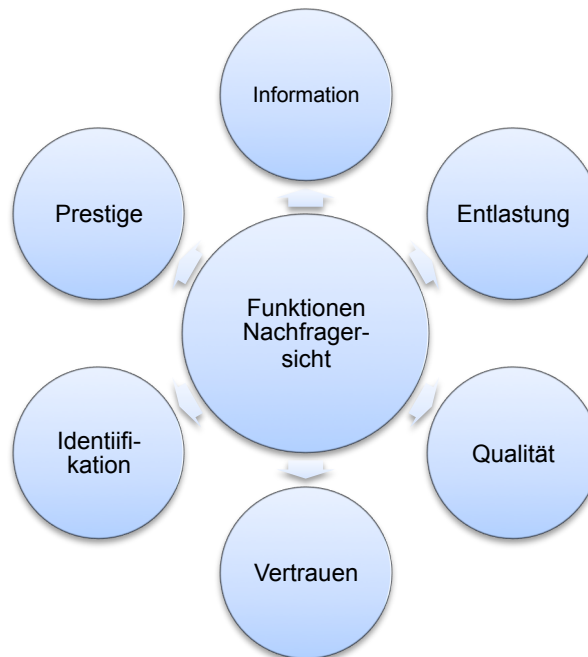 Information
Entlastung
Qualität
Vertrauen
Identiifi-
kation
Prestige
Funktionen
Nachfrager-
sicht